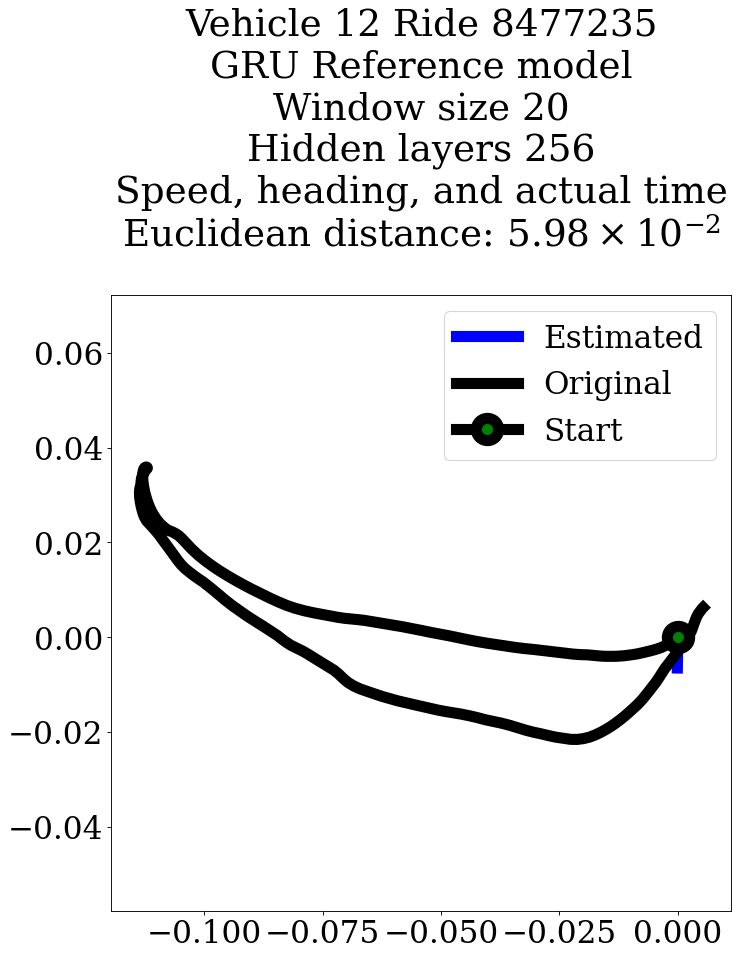 Vehicle 12 Ride 8477235
GRU Reference model
Window size 20
Hidden layers 256
Speed, heading, and actual time
Euclidean distance: 5.98 × 10⁻²
Estimated
Original
Start
0.06
0.04
0.02
0.00
−0.02
−0.04
−0.100 −0.075 −0.050 −0.025 0.000